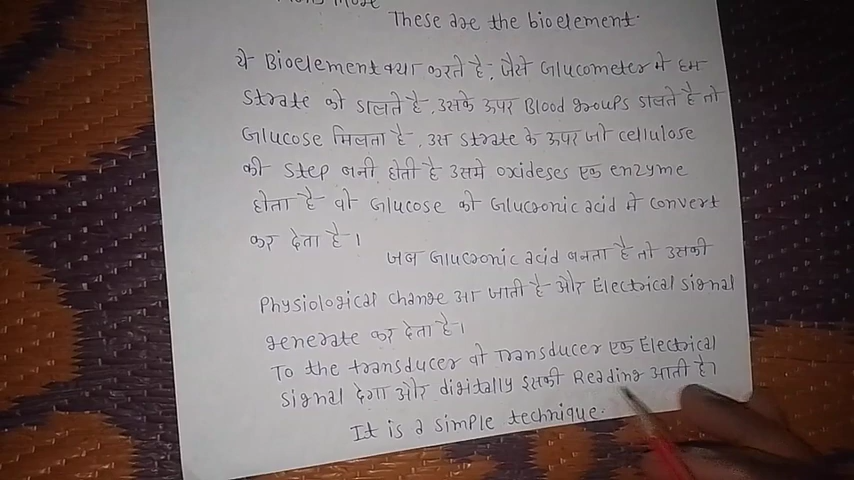 These are the bioelement.
ये Bioelement क्या करते है, जैसे Glucometer मे हम
strate को डालते है, उसके ऊपर Blood groups डालते है तो
Glucose मिलता है, उस strate के ऊपर जो cellulose
की step बनी होती है उसमे oxideses एक enzyme
होता है वो Glucose को Glucronic acid मे convert
कर देता है।
जब Glucronic acid बनता है तो उसकी
Physiological change आ जाती है और Electrical signal
generate कर देता है।
To the transducer वो Transducer एक Electrical
signal देगा और digitally इसकी Reading आती है।
It is a simple technique.